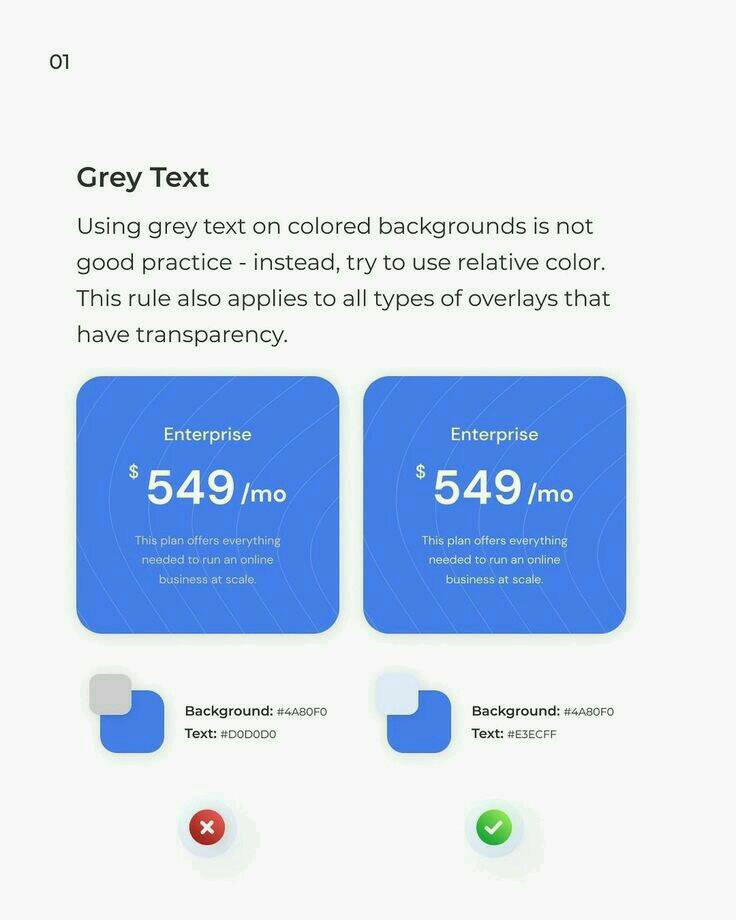 01
Grey Text
Using grey text on colored backgrounds is not
good practice - instead, try to use relative color.
This rule also applies to all types of overlays that
have transparency.
Enterprise
$ 549 /mo
This plan offers everything
needed to run an online
business at scale.
Enterprise
$ 549 /mo
This plan offers everything
needed to run an online
business at scale.
Background: #4A80F0
Text: #D0D0D0
Background: #4A80F0
Text: #E3ECFF